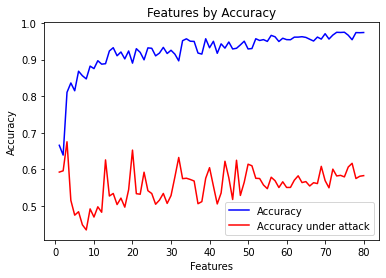 Features by Accuracy
1.0
0.9
0.8
0.7
0.6
0.5
Accuracy
Accuracy
Accuracy under attack
0 10 20 30 40 50 60 70 80
Features